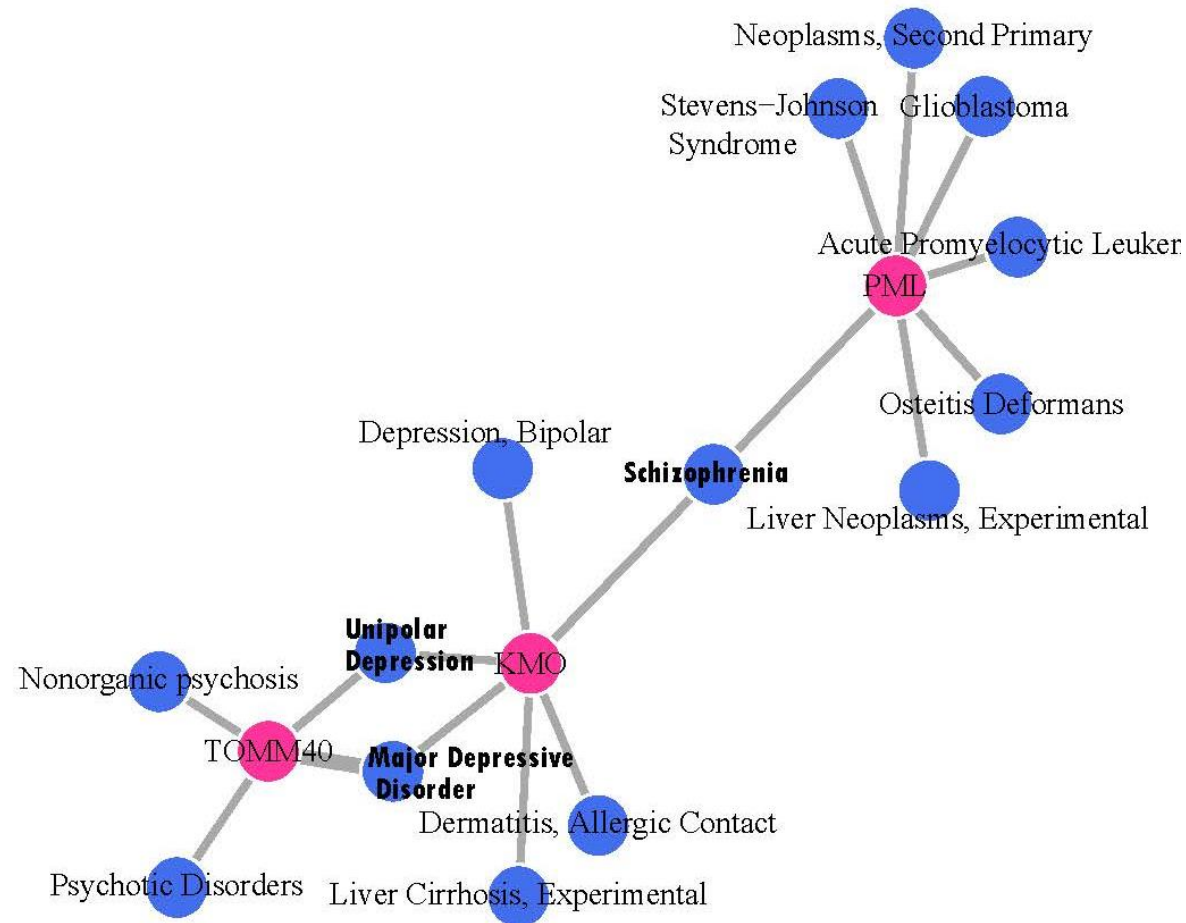 Neoplasms, Second Primary
Stevens-Johnson
Syndrome
Glioblastoma
Acute Promyelocytic Leuker
PML
Osteitis Deformans
Depression, Bipolar
Schizophrenia
Liver Neoplasms, Experimental
Unipolar
Depression
KMO
Nonorganic psychosis
TOMM40
Major Depressive
Disorder
Dermatitis, Allergic Contact
Psychotic Disorders
Liver Cirrhosis, Experimental